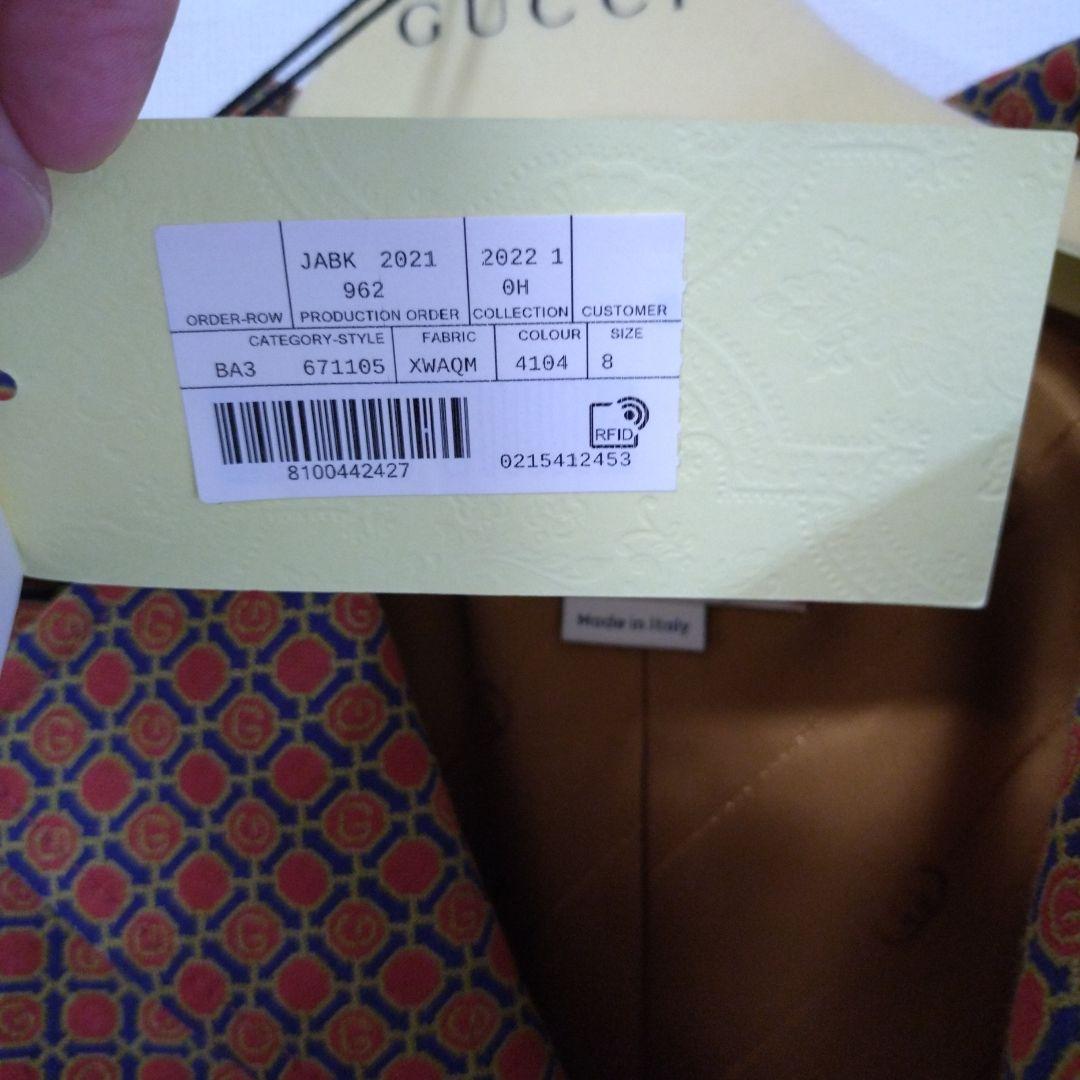 GUCCI
JABK 2021 2022 1
962 0H
ORDER-ROW PRODUCTION ORDER COLLECTION CUSTOMER
CATEGORY-STYLE FABRIC COLOUR SIZE
BA3 671105 XWAQM 4104 8
RFID
8100442427 0215412453
Made in Italy